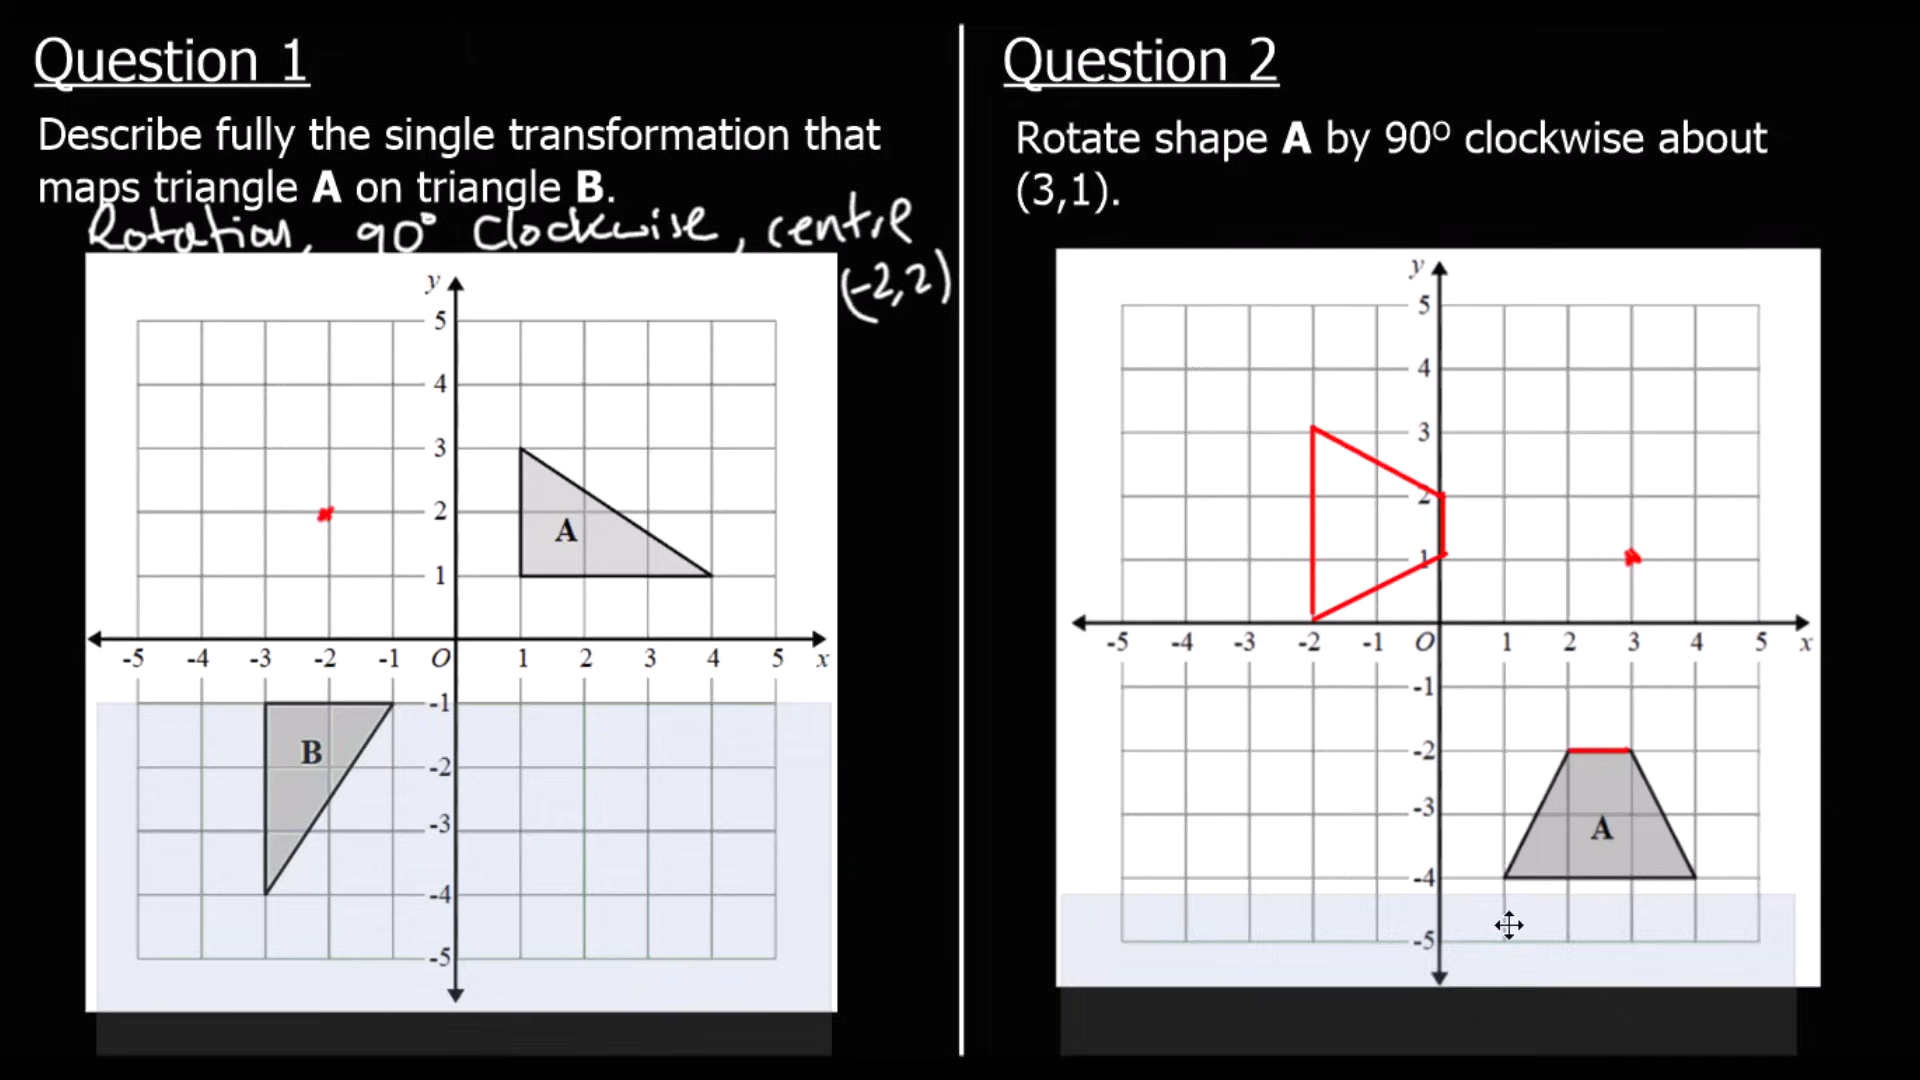 Question 1
Describe fully the single transformation that
maps triangle A on triangle B.
Rotation, 90° Clockwise, centre
(-2,2)
y
5
4
3
2
1
A
-5 -4 -3 -2 -1 O 1 2 3 4 5 x
-1
-2
-3
-4
-5
B
Question 2
Rotate shape A by 90º clockwise about
(3,1).
y
5
4
3
2
1
-5 -4 -3 -2 -1 O 1 2 3 4 5 x
-1
-2
-3
-4
-5
A